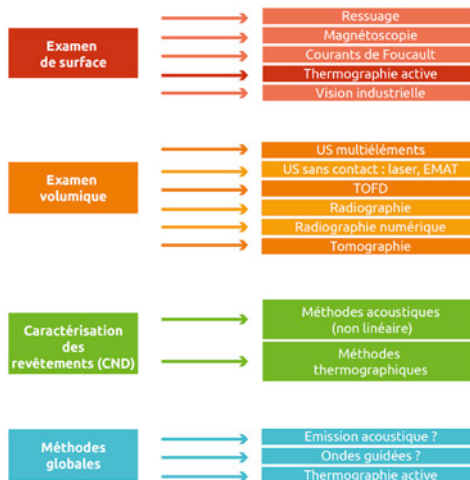 Examen
de surface
Ressuage
Magnétoscopie
Courants de Foucault
Thermographie active
Vision industrielle
Examen
volumique
US multiéléments
US sans contact : laser, EMAT
TOFD
Radiographie
Radiographie numérique
Tomographie
Caractérisation
des
revêtements (CND)
Méthodes acoustiques
(non linéaire)
Méthodes
thermographiques
Méthodes
globales
Emission acoustique ?
Ondes guidées ?
Thermographie active